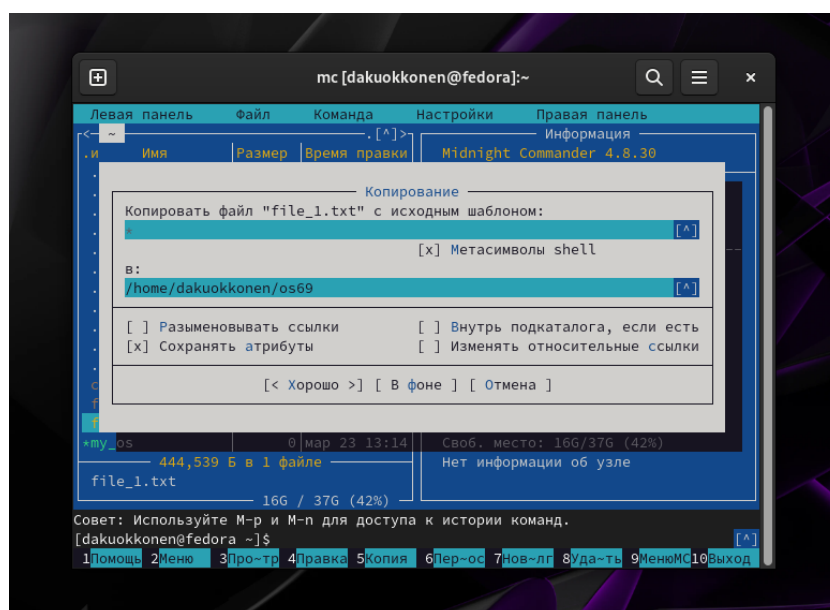 mc [dakuokkonen@fedora]:~
Левая панель Файл Команда Настройки Правая панель
<— ~ .[^]> Информация
.и Имя Размер Время правки Midnight Commander 4.8.30
Копирование
Копировать файл "file_1.txt" с исходным шаблоном:
* [^]
[x] Метасимволы shell
в:
/home/dakuokkonen/os69 [^]
[ ] Разыменовывать ссылки [ ] Внутрь подкаталога, если есть
[x] Сохранять атрибуты [ ] Изменять относительные ссылки
[< Хорошо >] [ В фоне ] [ Отмена ]
*my_os 0 мар 23 13:14 Своб. место: 16G/37G (42%)
444,539 Б в 1 файле Нет информации об узле
file_1.txt
16G / 37G (42%)
Совет: Используйте M-p и M-n для доступа к истории команд.
[dakuokkonen@fedora ~]$ [^]
1Помощь 2Меню 3Про~тр 4Правка 5Копия 6Пер~ос 7Нов~лг 8Уда~ть 9МенюMC 10Выход